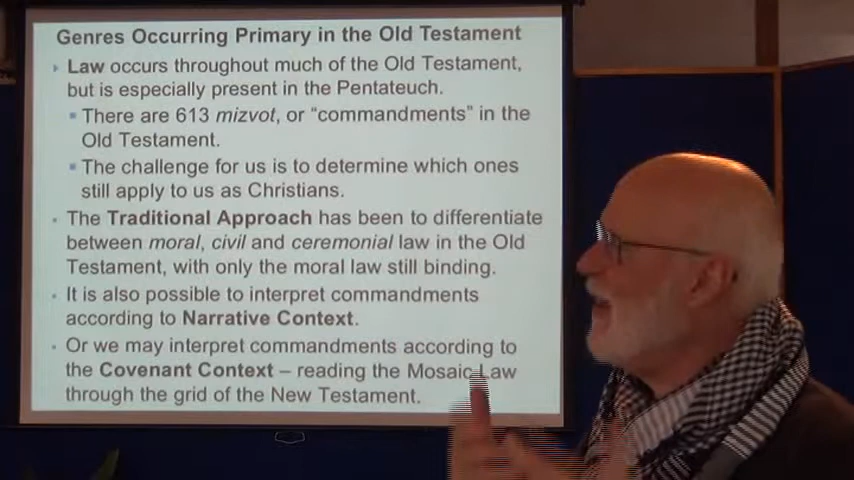 Genres Occurring Primary in the Old Testament
Law occurs throughout much of the Old Testament,
but is especially present in the Pentateuch.
There are 613 mizvot, or “commandments” in the
Old Testament.
The challenge for us is to determine which ones
still apply to us as Christians.
The Traditional Approach has been to differentiate
between moral, civil and ceremonial law in the Old
Testament, with only the moral law still binding.
It is also possible to interpret commandments
according to Narrative Context.
Or we may interpret commandments according to
the Covenant Context – reading the Mosaic Law
through the grid of the New Testament.